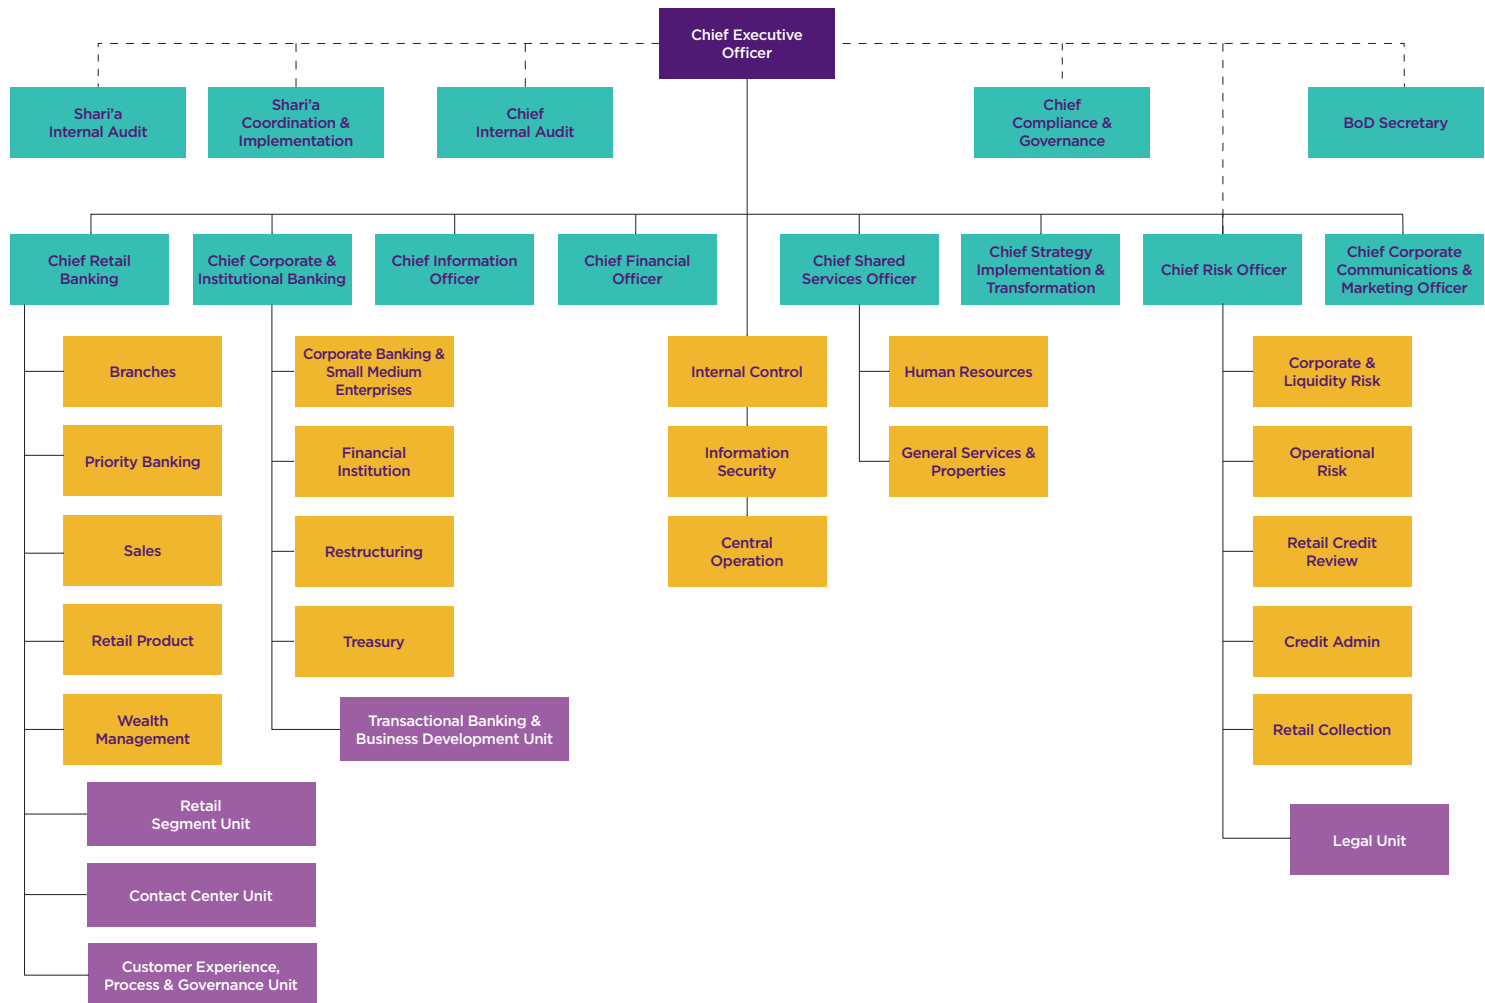 Chief Executive
Officer
Shari'a
Internal Audit
Shari'a
Coordination &
Implementation
Chief
Internal Audit
Chief
Compliance &
Governance
BoD Secretary
Chief Retail
Banking
Chief Corporate &
Institutional Banking
Chief Information
Officer
Chief Financial
Officer
Chief Shared
Services Officer
Chief Strategy
Implementation &
Transformation
Chief Risk Officer
Chief Corporate
Communications &
Marketing Officer
Branches
Priority Banking
Sales
Retail Product
Wealth
Management
Retail
Segment Unit
Contact Center Unit
Customer Experience,
Process & Governance Unit
Corporate Banking &
Small Medium
Enterprises
Financial
Institution
Restructuring
Treasury
Transactional Banking &
Business Development Unit
Internal Control
Information
Security
Central
Operation
Human Resources
General Services &
Properties
Corporate &
Liquidity Risk
Operational
Risk
Retail Credit
Review
Credit Admin
Retail Collection
Legal Unit